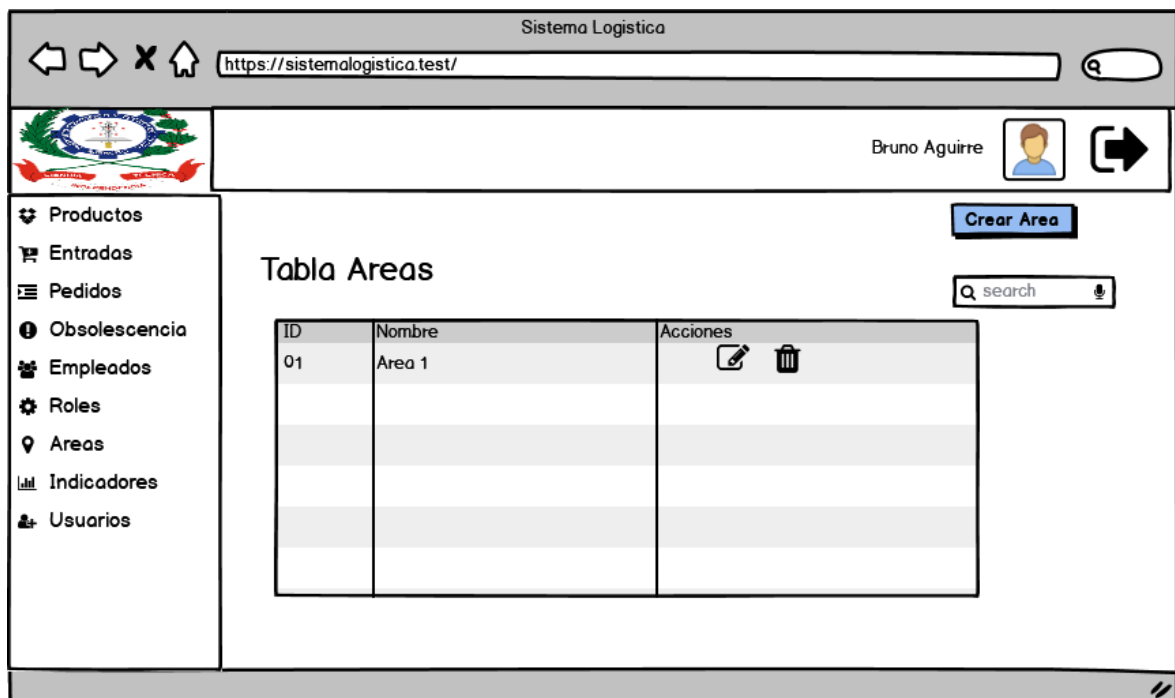 Sistema Logistica
https://sistemalogistica.test/
Bruno Aguirre
Productos
Entradas
Pedidos
Obsolescencia
Empleados
Roles
Areas
Indicadores
Usuarios
Crear Area
Tabla Areas
search
ID Nombre Acciones
01 Area 1